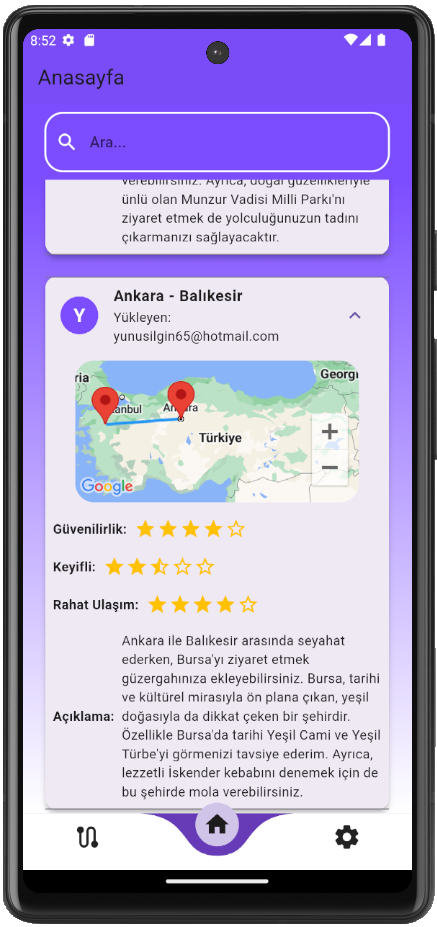 8:52
Anasayfa
Ara...
verebilirsiniz. Ayrıca, doğal güzellikleriyle
ünlü olan Munzur Vadisi Milli Parkı'nı
ziyaret etmek de yolculuğunuzun tadını
çıkarmanızı sağlayacaktır.
Y
Ankara - Balıkesir
Yükleyen:
yunusilgin65@hotmail.com
ria
Georgi
anbul
Ankara
Türkiye
+
−
Google
Güvenilirlik:
Keyifli:
Rahat Ulaşım:
Ankara ile Balıkesir arasında seyahat
ederken, Bursa'yı ziyaret etmek
güzergahınıza ekleyebilirsiniz. Bursa, tarihi
ve kültürel mirasıyla ön plana çıkan, yeşil
Açıklama: doğasıyla da dikkat çeken bir şehirdir.
Özellikle Bursa'da tarihi Yeşil Cami ve Yeşil
Türbe'yi görmenizi tavsiye ederim. Ayrıca,
lezzetli İskender kebabını denemek için de
bu şehirde mola verebilirsiniz.